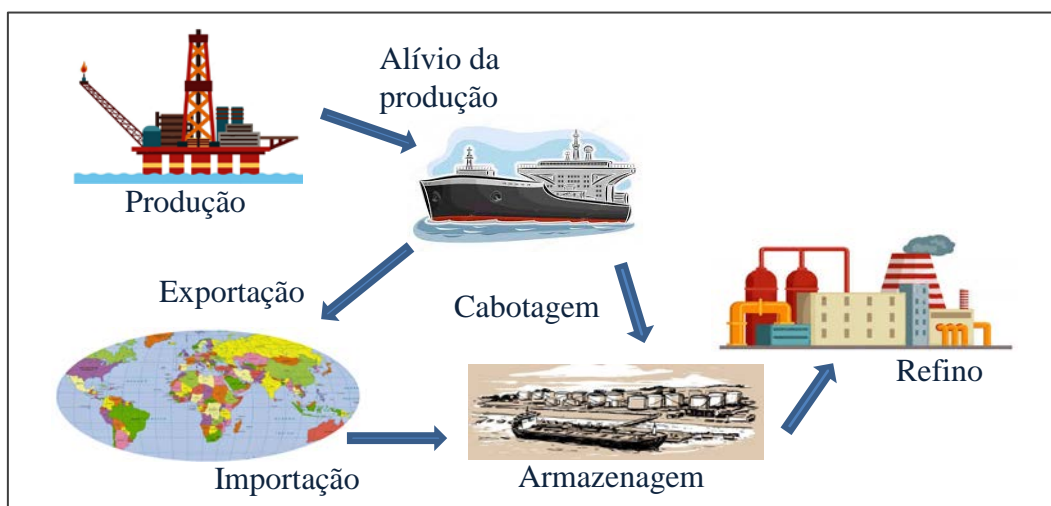 Alívio da
produção
Produção
Exportação
Cabotagem
Refino
Importação
Armazenagem